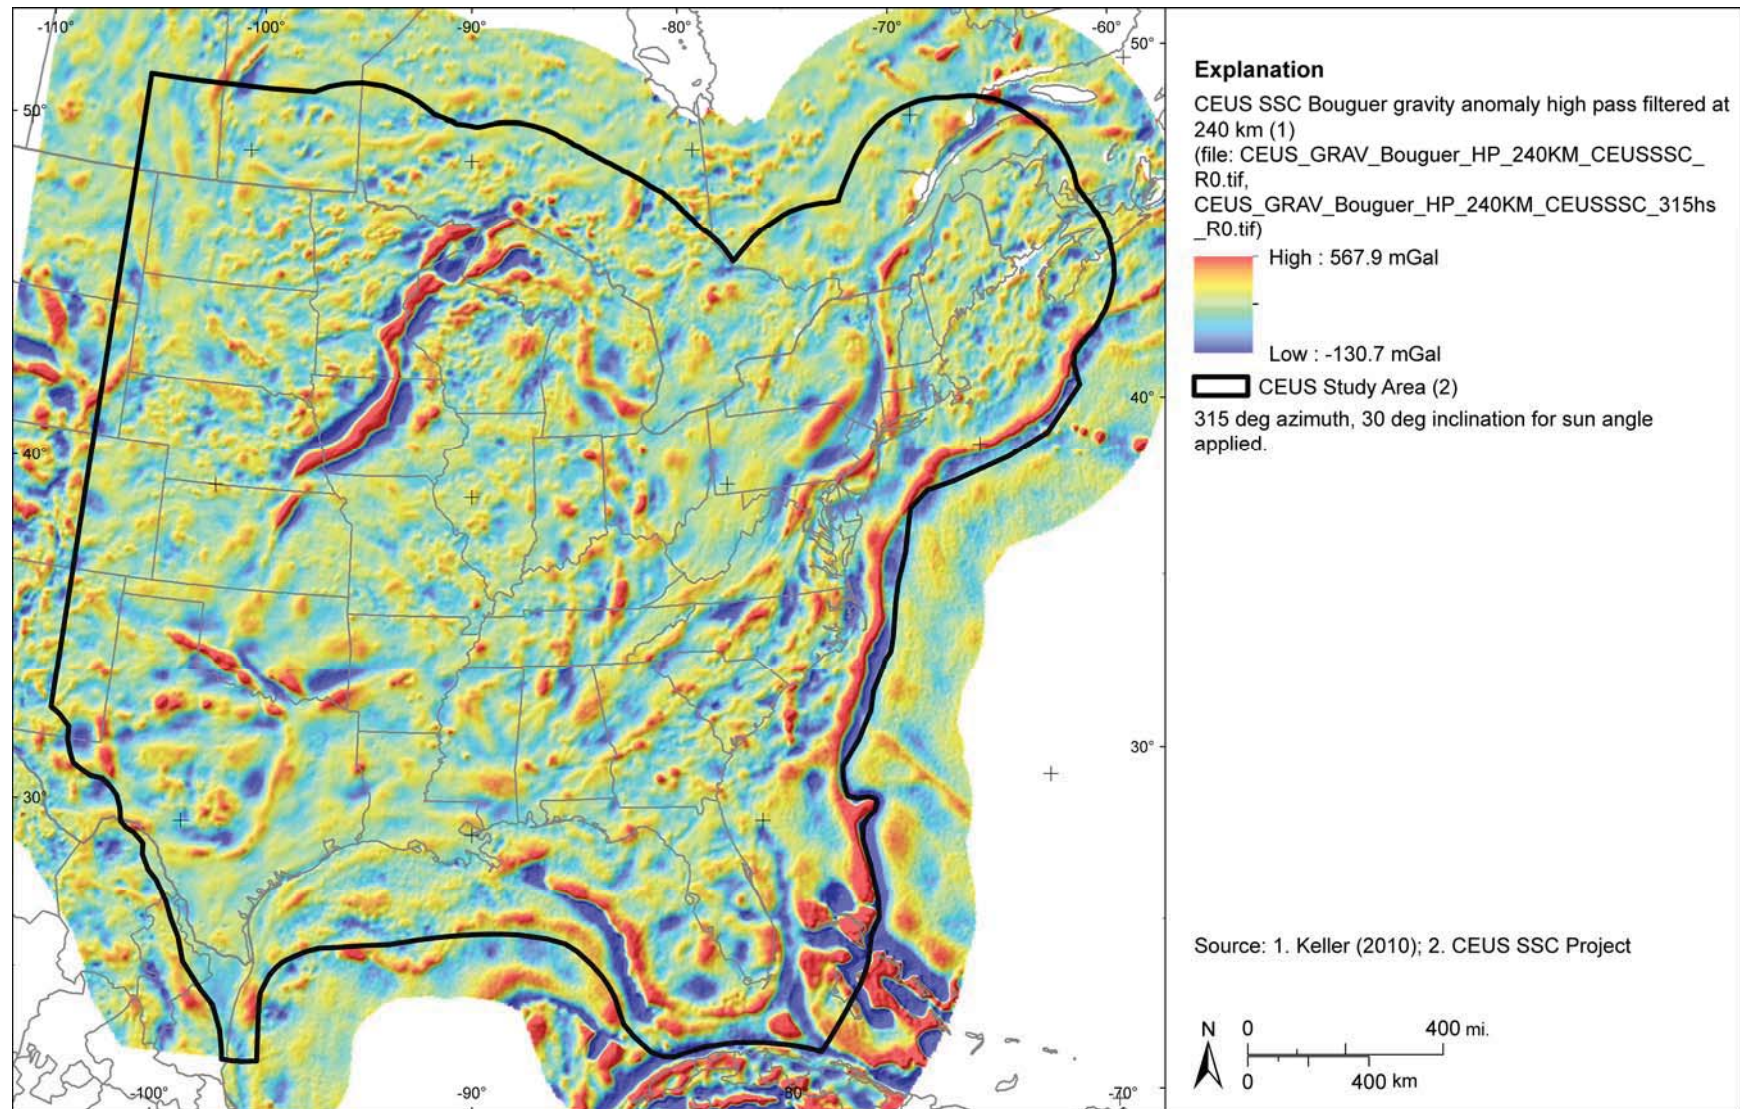 -110°
-100°
-90°
-80°
-70°
-60°
50°
50°
40°
40°
30°
30°
-100°
-90°
-80°
-70°
Explanation
CEUS SSC Bouguer gravity anomaly high pass filtered at
240 km (1)
(file: CEUS_GRAV_Bouguer_HP_240KM_CEUSSSC_
R0.tif,
CEUS_GRAV_Bouguer_HP_240KM_CEUSSSC_315hs
_R0.tif)
High : 567.9 mGal
Low : -130.7 mGal
CEUS Study Area (2)
315 deg azimuth, 30 deg inclination for sun angle
applied.
Source: 1. Keller (2010); 2. CEUS SSC Project
N
0 400 mi.
0 400 km